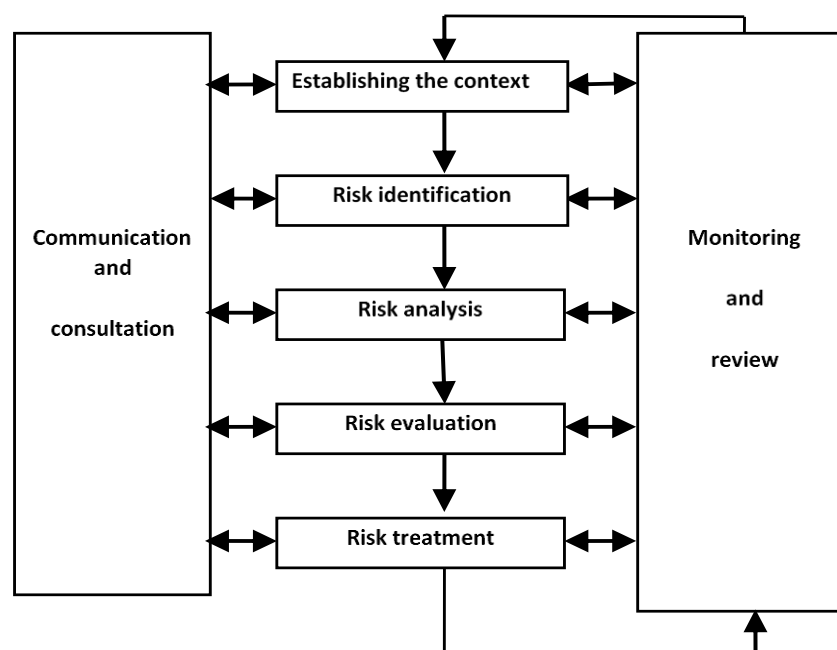 Establishing the context
Risk identification
Communication
and
consultation
Monitoring
and
review
Risk analysis
Risk evaluation
Risk treatment